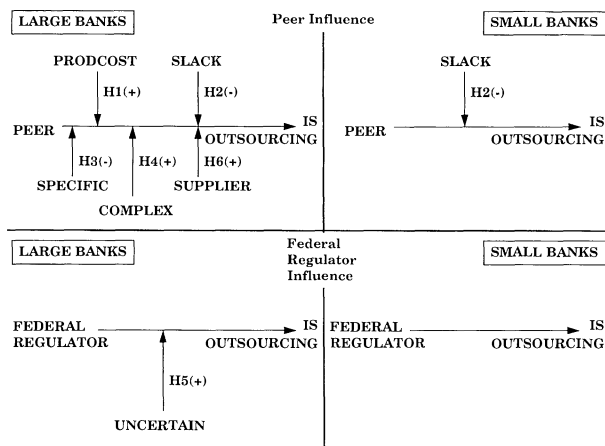 LARGE BANKS
Peer Influence
SMALL BANKS
PRODCOST
SLACK
H1(+)
H2(-)
PEER
IS
OUTSOURCING
H3(-)
H4(+)
H6(+)
SPECIFIC
SUPPLIER
COMPLEX
SLACK
H2(-)
PEER
IS
OUTSOURCING
LARGE BANKS
Federal
Regulator
Influence
SMALL BANKS
FEDERAL
REGULATOR
IS
OUTSOURCING
H5(+)
UNCERTAIN
FEDERAL
REGULATOR
IS
OUTSOURCING